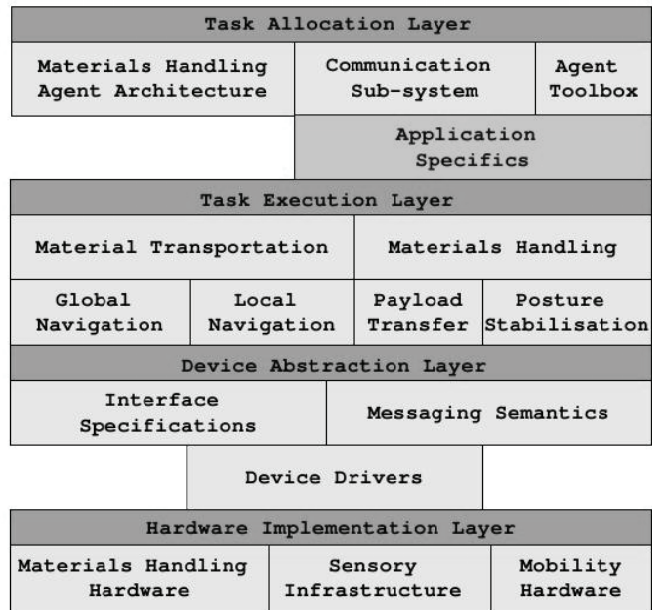 Task Allocation Layer
Materials Handling
Agent Architecture
Communication
Sub-system
Agent
Toolbox
Application
Specifics
Task Execution Layer
Material Transportation
Materials Handling
Global
Navigation
Local
Navigation
Payload
Transfer
Posture
Stabilisation
Device Abstraction Layer
Interface
Specifications
Messaging Semantics
Device Drivers
Hardware Implementation Layer
Materials Handling
Hardware
Sensory
Infrastructure
Mobility
Hardware